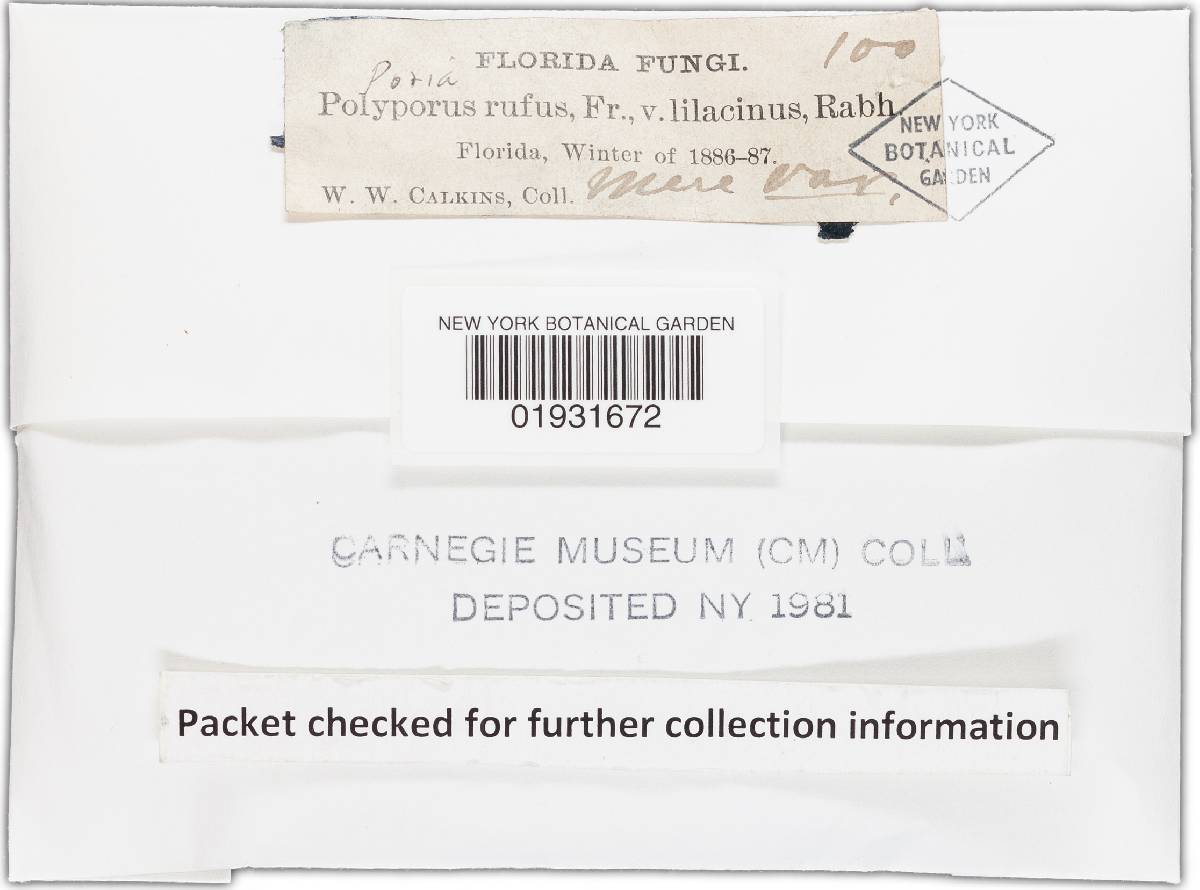 FLORIDA FUNGI. 100
Poria
Polyporus rufus, Fr., v. lilacinus, Rabh.
Florida, Winter of 1886–87.
W. W. CALKINS, Coll. mere var,
NEW YORK
BOTANICAL
GARDEN
NEW YORK BOTANICAL GARDEN
01931672
CARNEGIE MUSEUM (CM) COLL
DEPOSITED NY 1981
Packet checked for further collection information